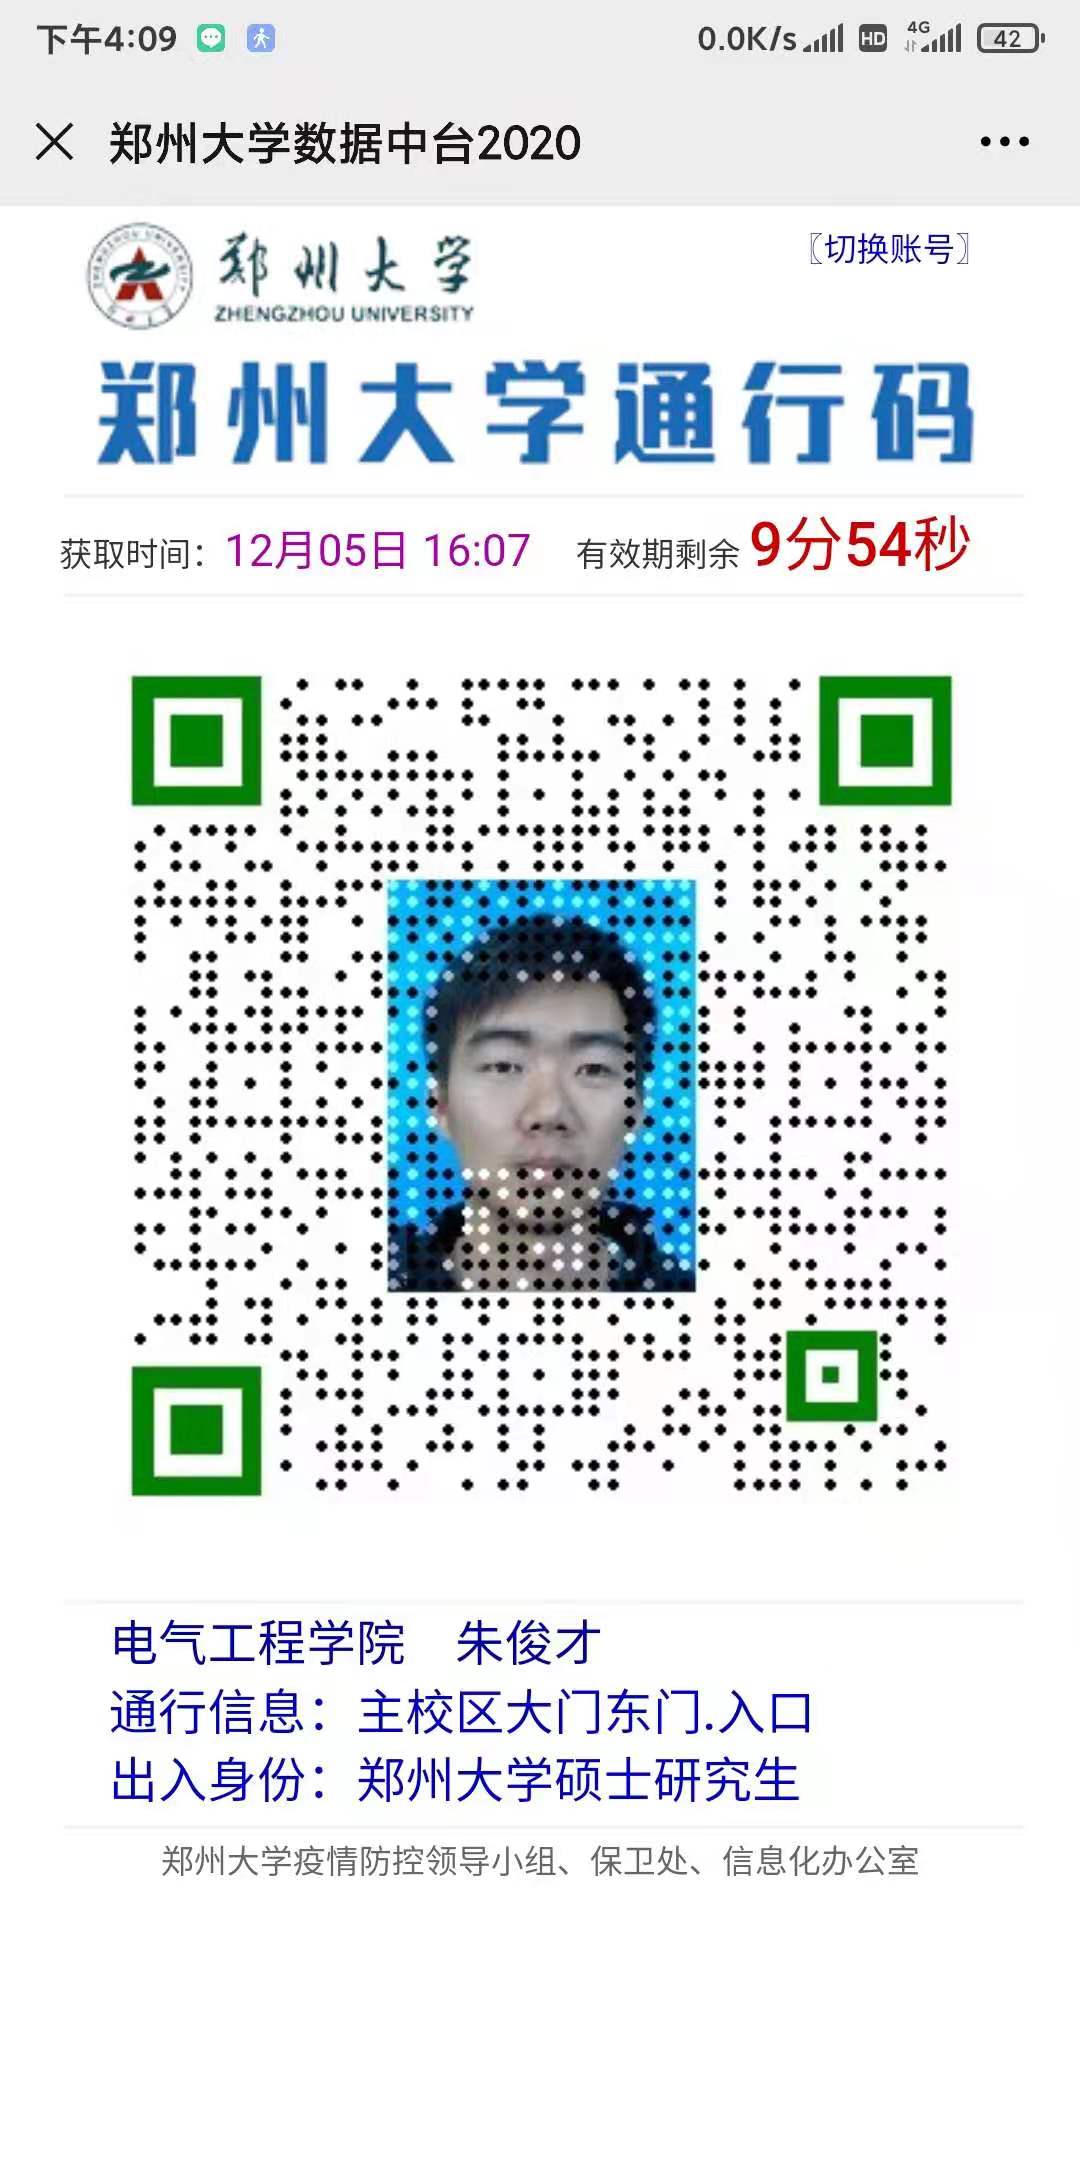 下午4:09
0.0K/s HD 4G 42
郑州大学数据中台2020
郑州大学
ZHENGZHOU UNIVERSITY
〖切换账号〗
郑州大学通行码
获取时间：12月05日 16:07 有效期剩余 9分54秒
电气工程学院 朱俊才
通行信息：主校区大门东门.入口
出入身份：郑州大学硕士研究生
郑州大学疫情防控领导小组、保卫处、信息化办公室